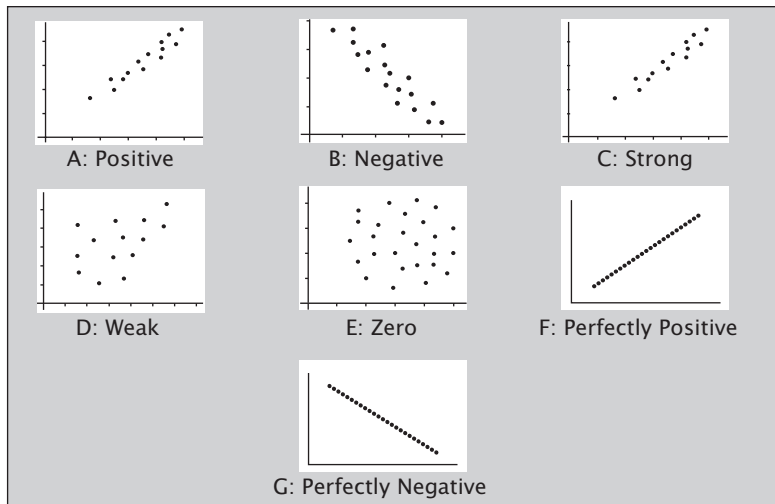 A: Positive
B: Negative
C: Strong
D: Weak
E: Zero
F: Perfectly Positive
G: Perfectly Negative